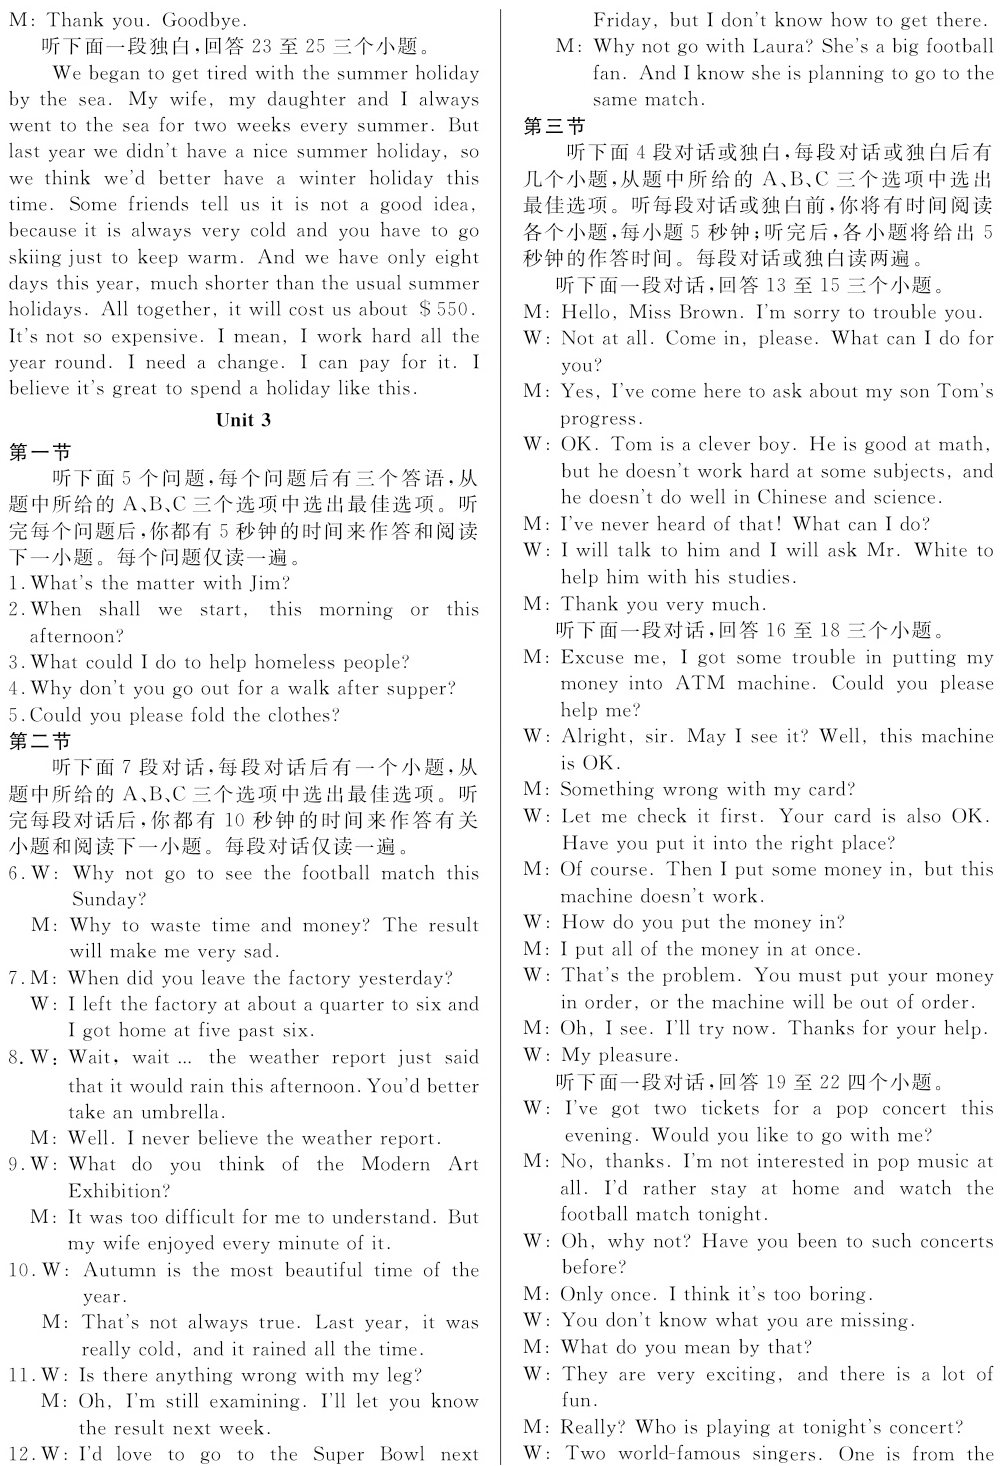 M: Thank you. Goodbye.
听下面一段独白,回答 23 至 25 三个小题。
We began to get tired with the summer holiday
by the sea. My wife, my daughter and I always
went to the sea for two weeks every summer. But
last year we didn't have a nice summer holiday, so
we think we'd better have a winter holiday this
time. Some friends tell us it is not a good idea,
because it is always very cold and you have to go
skiing just to keep warm. And we have only eight
days this year, much shorter than the usual summer
holidays. All together, it will cost us about $550.
It's not so expensive. I mean, I work hard all the
year round. I need a change. I can pay for it. I
believe it's great to spend a holiday like this.
Unit 3
第一节
听下面 5 个问题,每个问题后有三个答语,从
题中所给的 A、B、C 三个选项中选出最佳选项。听
完每个问题后,你都有 5 秒钟的时间来作答和阅读
下一小题。每个问题仅读一遍。
1. What's the matter with Jim?
2. When shall we start, this morning or this
afternoon?
3. What could I do to help homeless people?
4. Why don't you go out for a walk after supper?
5. Could you please fold the clothes?
第二节
听下面 7 段对话,每段对话后有一个小题,从
题中所给的 A、B、C 三个选项中选出最佳选项。听
完每段对话后,你都有 10 秒钟的时间来作答有关
小题和阅读下一小题。每段对话仅读一遍。
6. W: Why not go to see the football match this
Sunday?
M: Why to waste time and money? The result
will make me very sad.
7. M: When did you leave the factory yesterday?
W: I left the factory at about a quarter to six and
I got home at five past six.
8. W: Wait, wait ... the weather report just said
that it would rain this afternoon. You'd better
take an umbrella.
M: Well. I never believe the weather report.
9. W: What do you think of the Modern Art
Exhibition?
M: It was too difficult for me to understand. But
my wife enjoyed every minute of it.
10. W: Autumn is the most beautiful time of the
year.
M: That's not always true. Last year, it was
really cold, and it rained all the time.
11. W: Is there anything wrong with my leg?
M: Oh, I'm still examining. I'll let you know
the result next week.
12. W: I'd love to go to the Super Bowl next
Friday, but I don't know how to get there.
M: Why not go with Laura? She's a big football
fan. And I know she is planning to go to the
same match.
第三节
听下面 4 段对话或独白,每段对话或独白后有
几个小题,从题中所给的 A、B、C 三个选项中选出
最佳选项。听每段对话或独白前,你将有时间阅读
各个小题,每小题 5 秒钟;听完后,各小题将给出 5
秒钟的作答时间。每段对话或独白读两遍。
听下面一段对话,回答 13 至 15 三个小题。
M: Hello, Miss Brown. I'm sorry to trouble you.
W: Not at all. Come in, please. What can I do for
you?
M: Yes, I've come here to ask about my son Tom's
progress.
W: OK. Tom is a clever boy. He is good at math,
but he doesn't work hard at some subjects, and
he doesn't do well in Chinese and science.
M: I've never heard of that! What can I do?
W: I will talk to him and I will ask Mr. White to
help him with his studies.
M: Thank you very much.
听下面一段对话,回答 16 至 18 三个小题。
M: Excuse me, I got some trouble in putting my
money into ATM machine. Could you please
help me?
W: Alright, sir. May I see it? Well, this machine
is OK.
M: Something wrong with my card?
W: Let me check it first. Your card is also OK.
Have you put it into the right place?
M: Of course. Then I put some money in, but this
machine doesn't work.
W: How do you put the money in?
M: I put all of the money in at once.
W: That's the problem. You must put your money
in order, or the machine will be out of order.
M: Oh, I see. I'll try now. Thanks for your help.
W: My pleasure.
听下面一段对话,回答 19 至 22 四个小题。
W: I've got two tickets for a pop concert this
evening. Would you like to go with me?
M: No, thanks. I'm not interested in pop music at
all. I'd rather stay at home and watch the
football match tonight.
W: Oh, why not? Have you been to such concerts
before?
M: Only once. I think it's too boring.
W: You don't know what you are missing.
M: What do you mean by that?
W: They are very exciting, and there is a lot of
fun.
M: Really? Who is playing at tonight's concert?
W: Two world-famous singers. One is from the